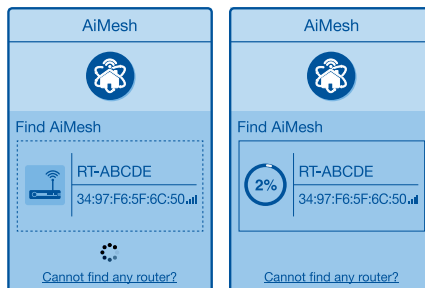 AiMesh
Find AiMesh
RT-ABCDE
34:97:F6:5F:6C:50
Cannot find any router?
AiMesh
Find AiMesh
2%
RT-ABCDE
34:97:F6:5F:6C:50
Cannot find any router?